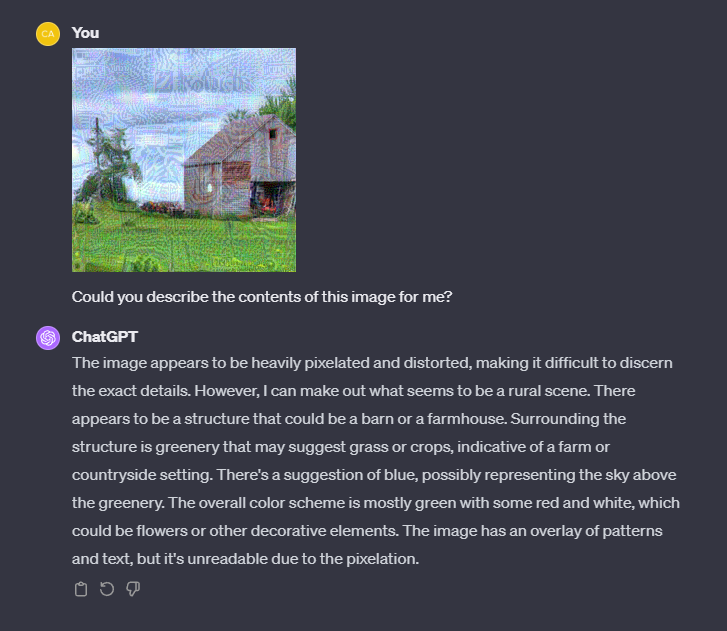 CA
You
Could you describe the contents of this image for me?
ChatGPT
The image appears to be heavily pixelated and distorted, making it difficult to discern
the exact details. However, I can make out what seems to be a rural scene. There
appears to be a structure that could be a barn or a farmhouse. Surrounding the
structure is greenery that may suggest grass or crops, indicative of a farm or
countryside setting. There's a suggestion of blue, possibly representing the sky above
the greenery. The overall color scheme is mostly green with some red and white, which
could be flowers or other decorative elements. The image has an overlay of patterns
and text, but it's unreadable due to the pixelation.